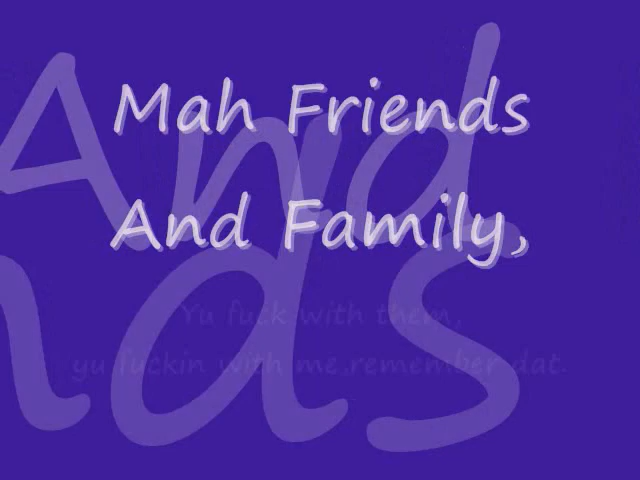 Mah Friends
And Family,
Yu fuck with them,
yu fuckin with me,remember dat.
And
nds